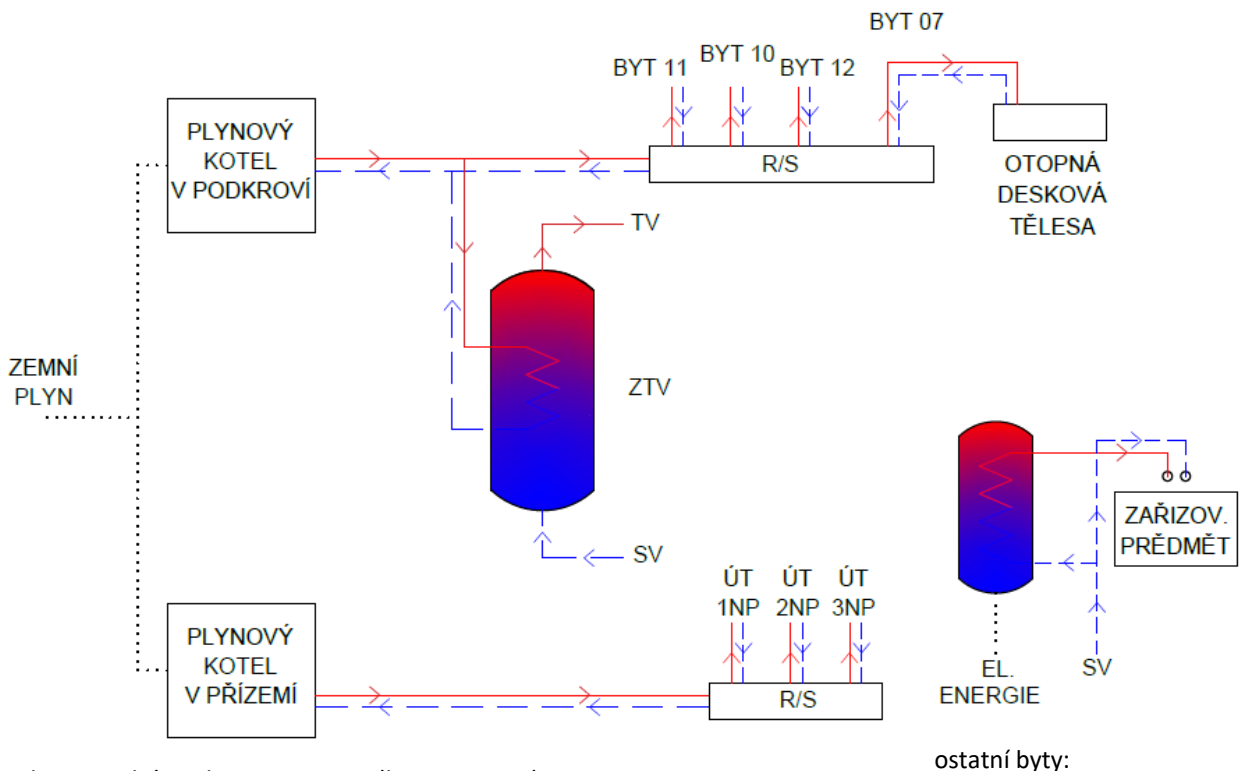 BYT 07
BYT 11
BYT 10
BYT 12
PLYNOVÝ
KOTEL
V PODKROVÍ
R/S
OTOPNÁ
DESKOVÁ
TĚLESA
TV
ZEMNÍ
PLYN
ZTV
SV
ZAŘIZOV.
PRĚDMĚT
ÚT
1NP
ÚT
2NP
ÚT
3NP
PLYNOVÝ
KOTEL
V PŘÍZEMÍ
R/S
EL.
ENERGIE
SV
ostatní byty: